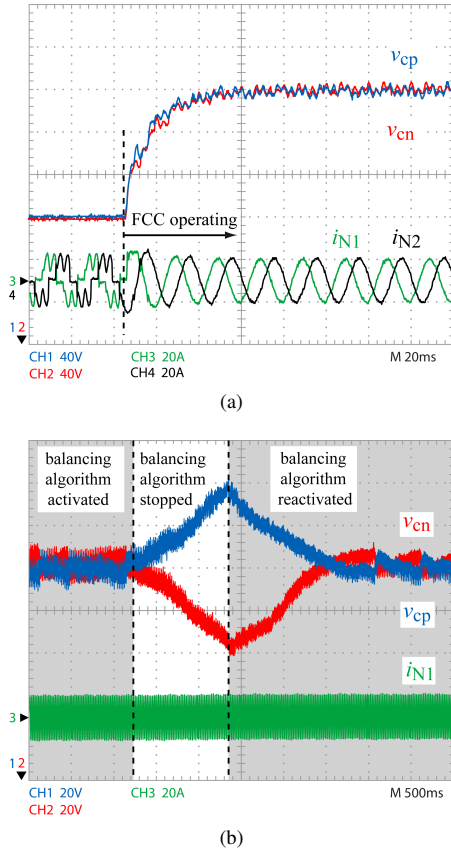 vcp
vcn
FCC operating
iN1
iN2
3
4
1 2
CH1 40V
CH3 20A
M 20ms
CH2 40V
CH4 20A
(a)
balancing algorithm activated
balancing algorithm stopped
balancing algorithm reactivated
vcn
vcp
iN1
3
1 2
CH1 20V
CH3 20A
M 500ms
CH2 20V
(b)